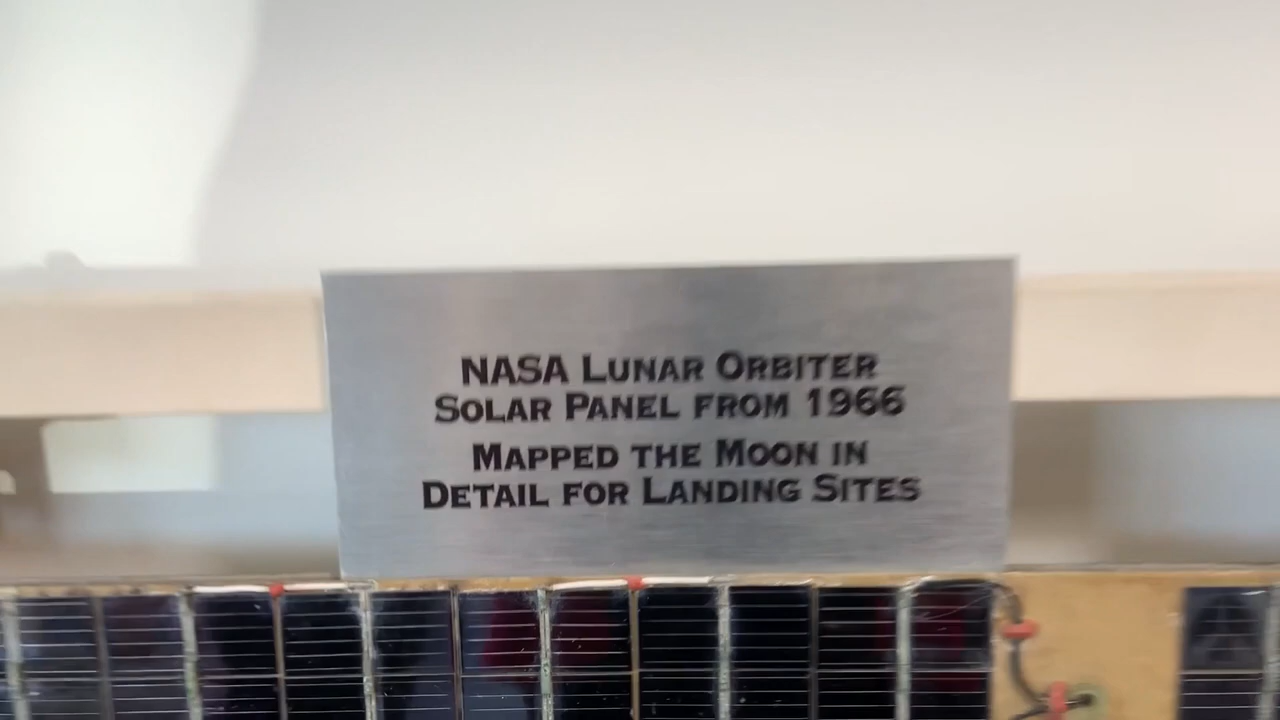 NASA LUNAR ORBITER
SOLAR PANEL FROM 1966
MAPPED THE MOON IN
DETAIL FOR LANDING SITES